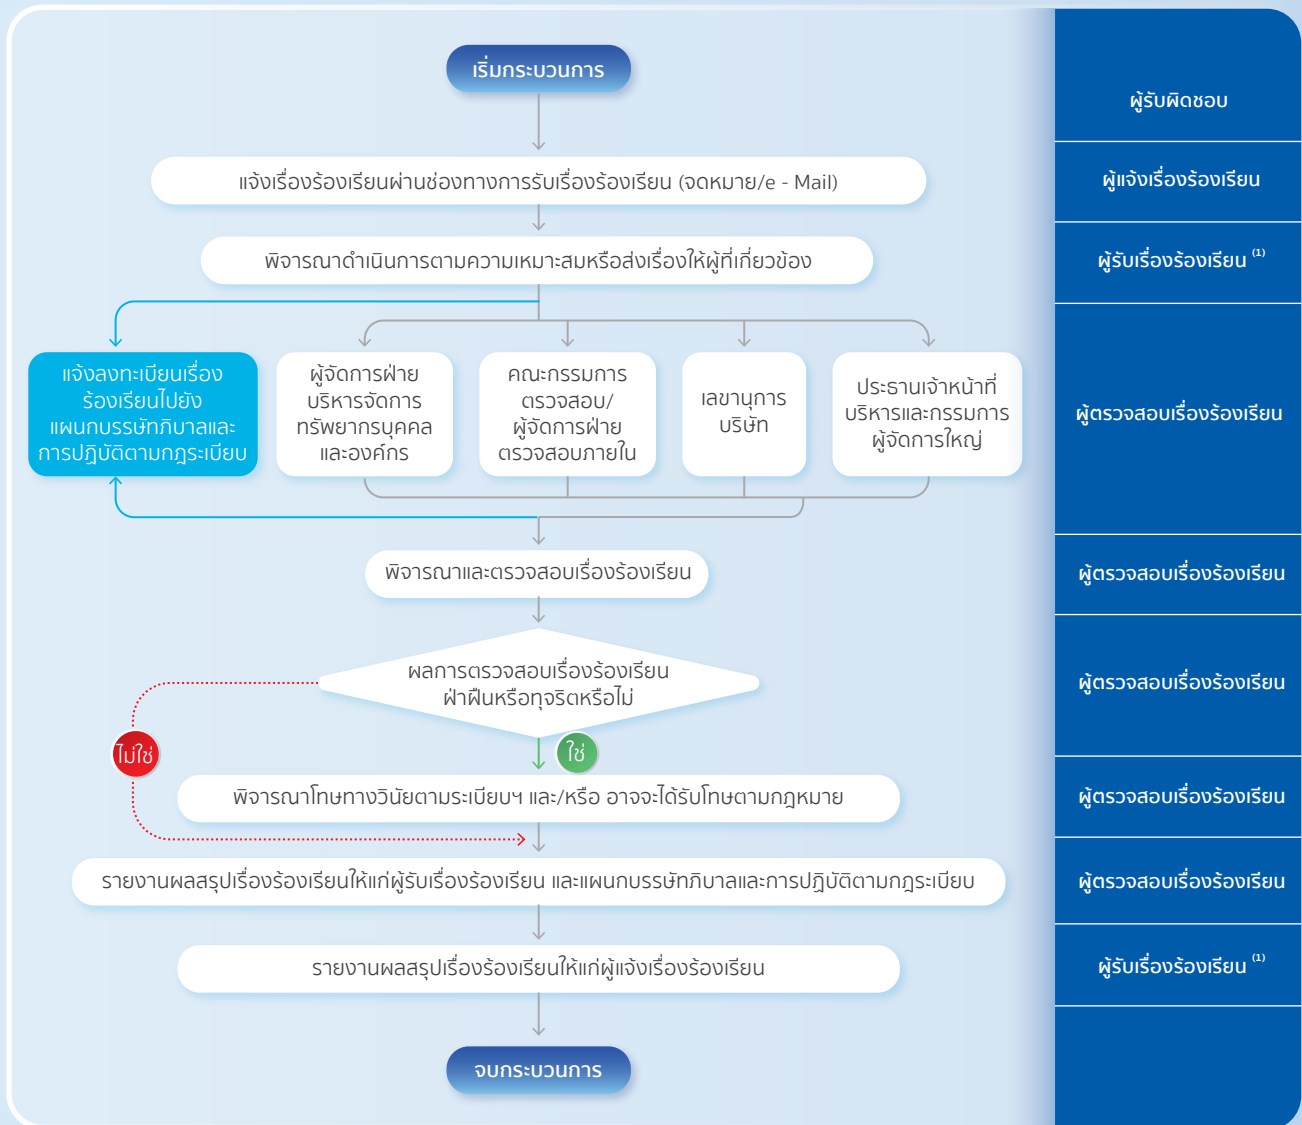 เริ่มกระบวนการ
ผู้รับผิดชอบ
แจ้งเรื่องร้องเรียนผ่านช่องทางการรับเรื่องร้องเรียน (จดหมาย/e - Mail)
ผู้แจ้งเรื่องร้องเรียน
พิจารณาดำเนินการตามความเหมาะสมหรือส่งเรื่องให้ผู้ที่เกี่ยวข้อง
ผู้รับเรื่องร้องเรียน (1)
แจ้งลงทะเบียนเรื่อง
ร้องเรียนไปยัง
แผนกบรรษัทภิบาลและ
การปฏิบัติตามกฎระเบียบ
ผู้จัดการฝ่าย
บริหารจัดการ
ทรัพยากรบุคคล
และองค์กร
คณะกรรมการ
ตรวจสอบ/
ผู้จัดการฝ่าย
ตรวจสอบภายใน
เลขานุการ
บริษัท
ประธานเจ้าหน้าที่
บริหารและกรรมการ
ผู้จัดการใหญ่
ผู้ตรวจสอบเรื่องร้องเรียน
พิจารณาและตรวจสอบเรื่องร้องเรียน
ผู้ตรวจสอบเรื่องร้องเรียน
ผลการตรวจสอบเรื่องร้องเรียน
ฝ่าฝืนหรือทุจริตหรือไม่
ผู้ตรวจสอบเรื่องร้องเรียน
ไม่ใช่
ใช่
พิจารณาโทษทางวินัยตามระเบียบฯ และ/หรือ อาจจะได้รับโทษตามกฎหมาย
ผู้ตรวจสอบเรื่องร้องเรียน
รายงานผลสรุปเรื่องร้องเรียนให้แก่ผู้รับเรื่องร้องเรียน และแผนกบรรษัทภิบาลและการปฏิบัติตามกฎระเบียบ
ผู้ตรวจสอบเรื่องร้องเรียน
รายงานผลสรุปเรื่องร้องเรียนให้แก่ผู้แจ้งเรื่องร้องเรียน
ผู้รับเรื่องร้องเรียน (1)
จบกระบวนการ